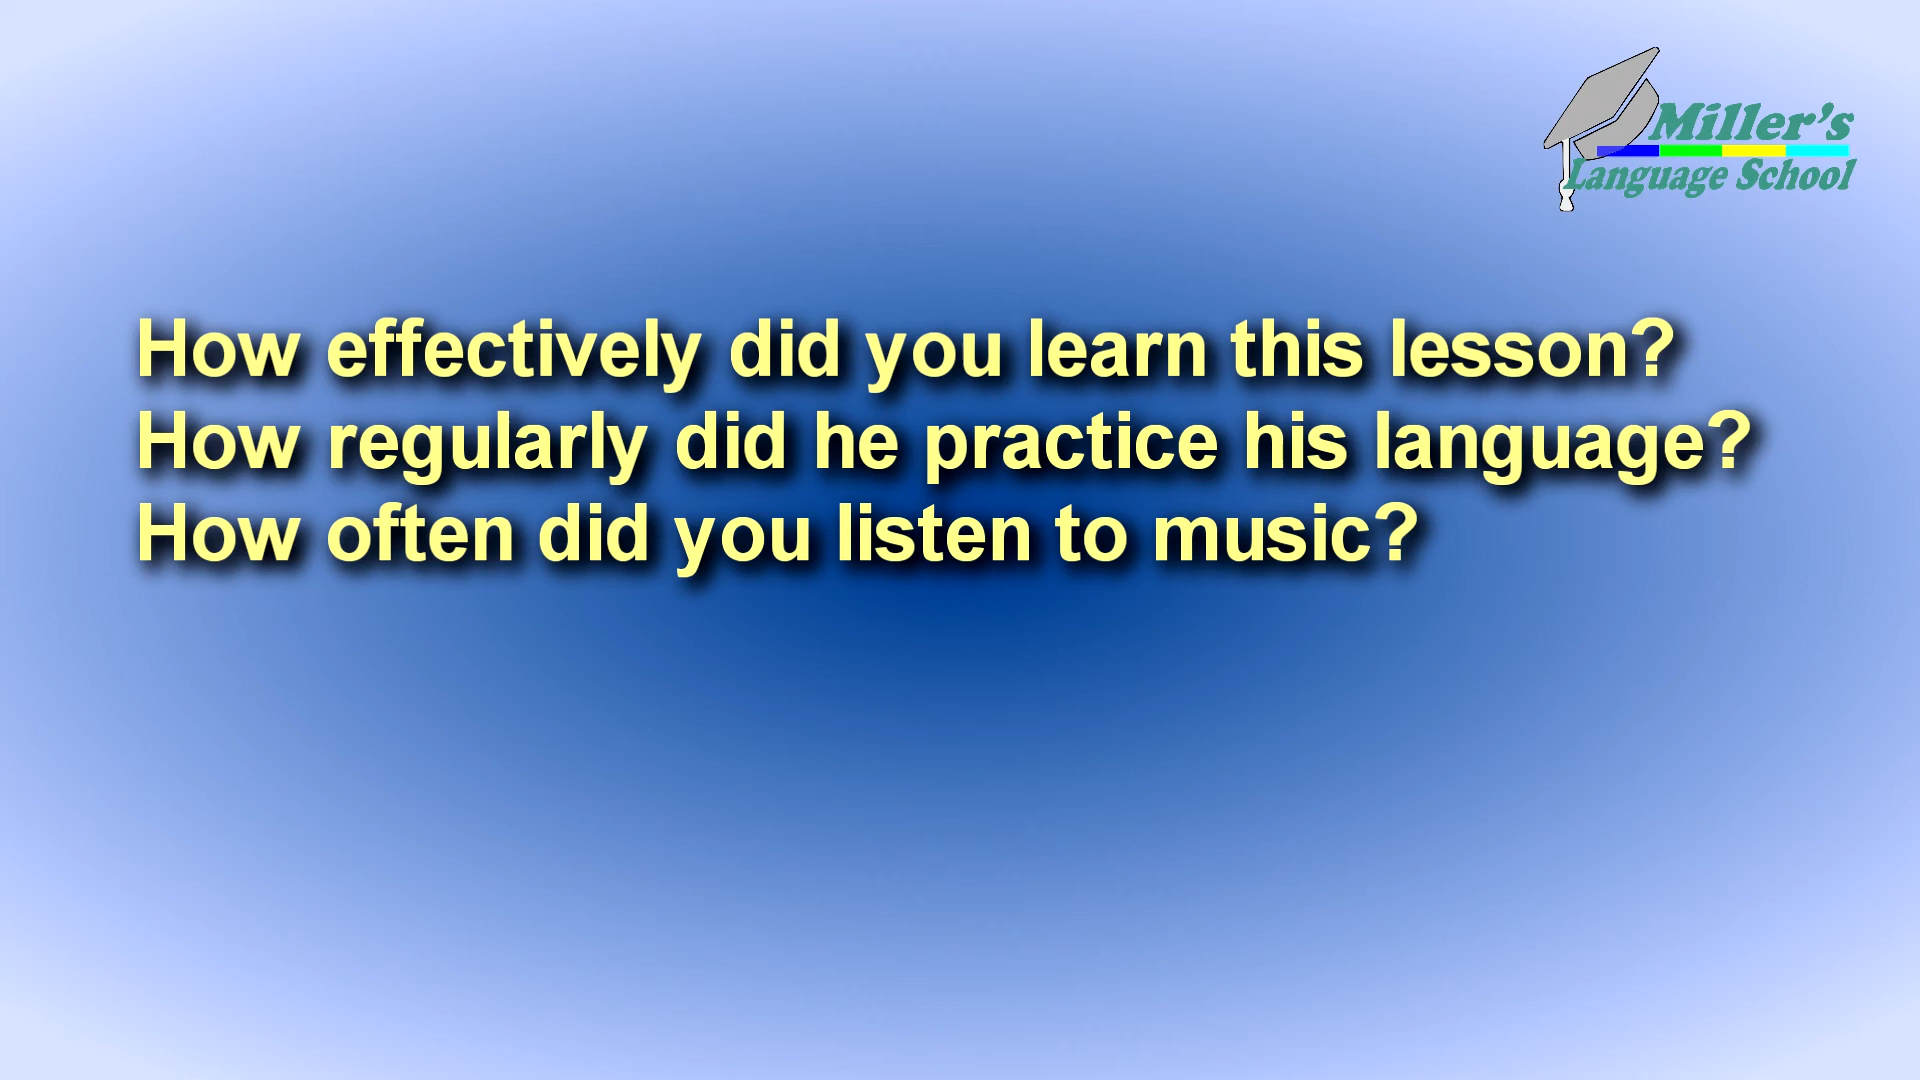 Miller's
Language School
How effectively did you learn this lesson?
How regularly did he practice his language?
How often did you listen to music?